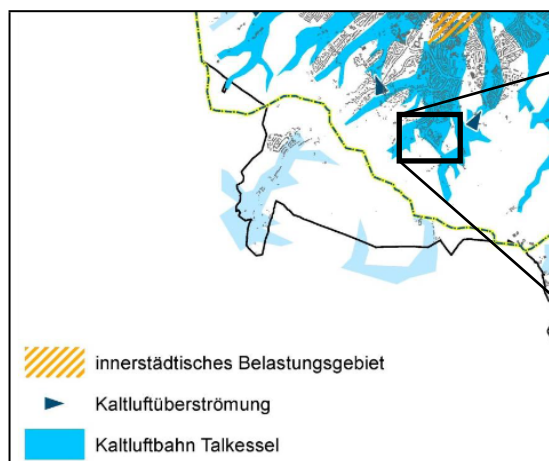 innerstädtisches Belastungsgebiet
Kaltluftüberströmung
Kaltluftbahn Talkessel